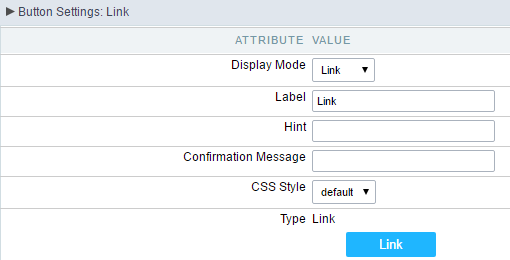 Button Settings: Link
ATTRIBUTE VALUE
Display Mode Link
Label Link
Hint
Confirmation Message
CSS Style default
Type Link
Link